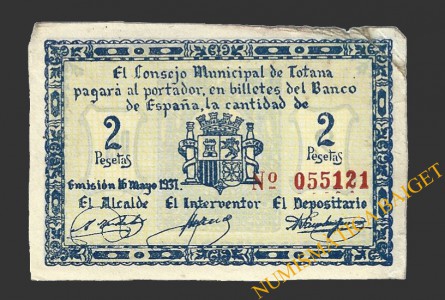 El Consejo Municipal de Totana
pagará al portador, en billetes del Banco
de España, la cantidad de
2 2
Pesetas Pesetas
Emisión 16 Mayo 1937. Nº 055121
El Alcalde El Interventor El Depositario
NUMISMATICA BAIGET